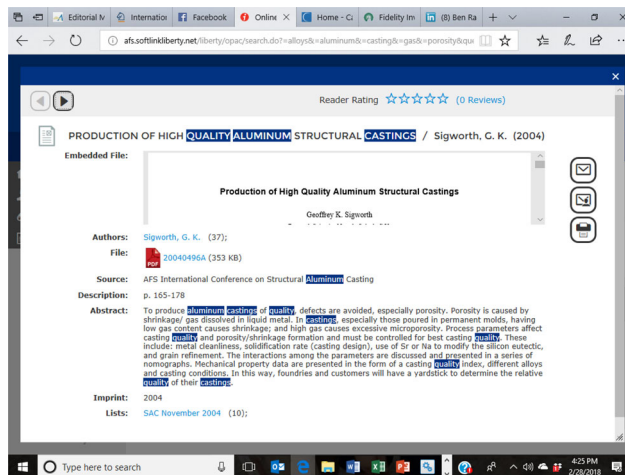 Editorial M
Internation
Facebook
Online
Home - Ca
Fidelity Im
(8) Ben Ra
afs.softlinkliberty.net/liberty/opac/search.do?=alloys&=aluminum&=casting&=gas&=porosity&qu
Reader Rating ☆☆☆☆☆ (0 Reviews)
PRODUCTION OF HIGH QUALITY ALUMINUM STRUCTURAL CASTINGS / Sigworth, G. K. (2004)
Embedded File:
Production of High Quality Aluminum Structural Castings
Geoffrey K. Sigworth
Authors: Sigworth, G. K. (37);
File: PDF 20040496A (353 KB)
Source: AFS International Conference on Structural Aluminum Casting
Description: p. 165-178
Abstract: To produce aluminum castings of quality, defects are avoided, especially porosity. Porosity is caused by
shrinkage/ gas dissolved in liquid metal. In castings, especially those poured in permanent molds, having
low gas content causes shrinkage; and high gas causes excessive microporosity. Process parameters affect
casting quality and porosity/shrinkage formation and must be controlled for best casting quality. These
include: metal cleanliness, solidification rate (casting design), use of Sr or Na to modify the silicon eutectic,
and grain refinement. The interactions among the parameters are discussed and presented in a series of
nomographs. Mechanical property data are presented in the form of a casting quality index, different alloys
and casting conditions. In this way, foundries and customers will have a yardstick to determine the relative
quality of their castings.
Imprint: 2004
Lists: SAC November 2004 (10);
Type here to search
4:25 PM
2/28/2018